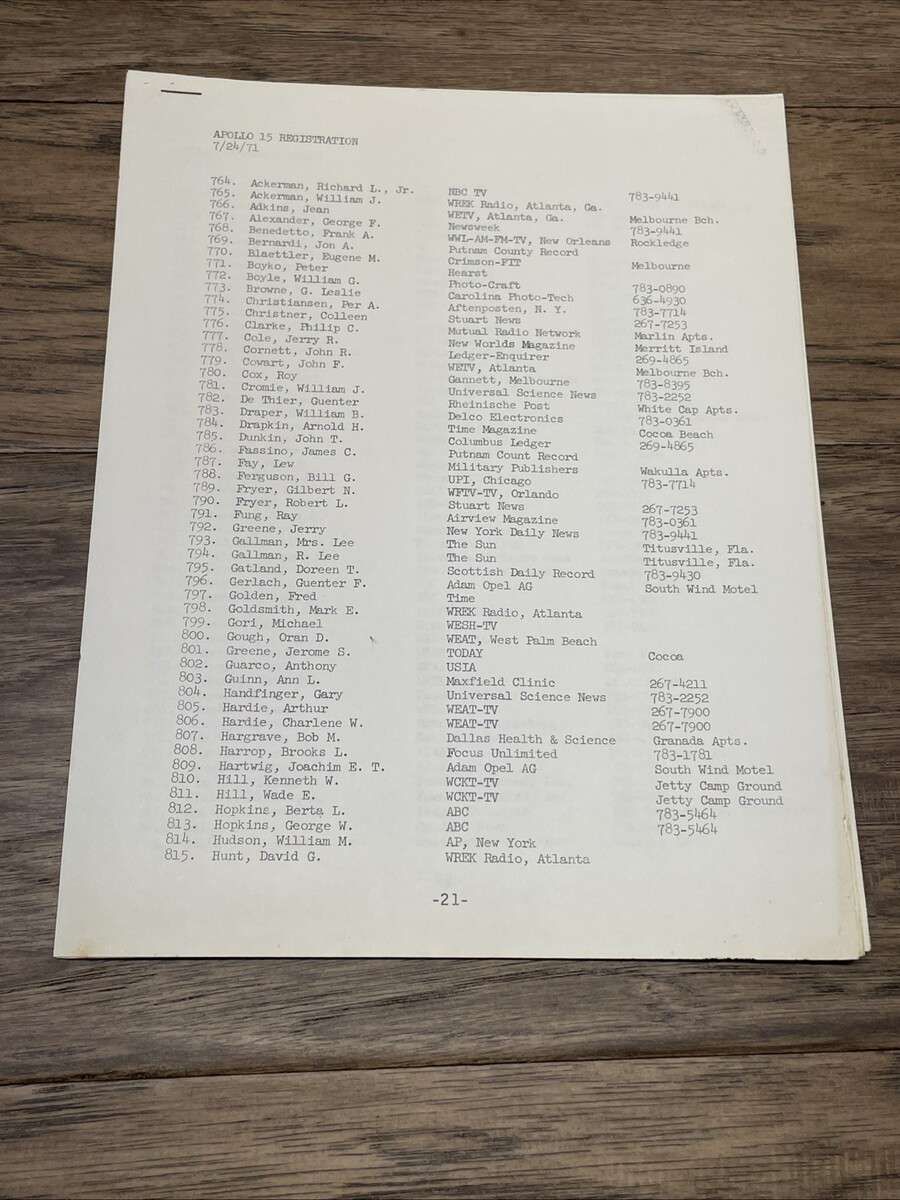 APOLLO 15 REGISTRATION
7/24/71
764. Ackerman, Richard L., Jr. NBC TV 783-9441
765. Ackerman, William J. WREK Radio, Atlanta, Ga.
766. Adkins, Jean WETV, Atlanta, Ga. Melbourne Bch.
767. Alexander, George F. Newsweek 783-9441
768. Benedetto, Frank A. WWL-AM-FM-TV, New Orleans Rockledge
769. Bernardi, Jon A. Putnam County Record
770. Blaettler, Eugene M. Crimson-FIT Melbourne
771. Boyko, Peter Hearst
772. Boyle, William G. Photo-Craft 783-0890
773. Browne, G. Leslie Carolina Photo-Tech 636-4930
774. Christiansen, Per A. Aftenposten, N. Y. 783-7714
775. Christner, Colleen Stuart News 267-7253
776. Clarke, Philip C. Mutual Radio Network Marlin Apts.
777. Cole, Jerry R. New Worlds Magazine Merritt Island
778. Cornett, John R. Ledger-Enquirer 269-4865
779. Cowart, John F. WETV, Atlanta Melbourne Bch.
780. Cox, Roy Gannett, Melbourne 783-8395
781. Cromie, William J. Universal Science News 783-2252
782. De Thier, Guenter Rheinische Post White Cap Apts.
783. Draper, William B. Delco Electronics 783-0361
784. Drapkin, Arnold H. Time Magazine Cocoa Beach
785. Dunkin, John T. Columbus Ledger 269-4865
786. Fassino, James C. Putnam Count Record
787. Fay, Lew Military Publishers Wakulla Apts.
788. Ferguson, Bill G. UPI, Chicago 783-7714
789. Fryer, Gilbert N. WFTV-TV, Orlando
790. Fryer, Robert L. Stuart News 267-7253
791. Fung, Ray Airview Magazine 783-0361
792. Greene, Jerry New York Daily News 783-9441
793. Gallman, Mrs. Lee The Sun Titusville, Fla.
794. Gallman, R. Lee The Sun Titusville, Fla.
795. Gatland, Doreen T. Scottish Daily Record 783-9430
796. Gerlach, Guenter F. Adam Opel AG South Wind Motel
797. Golden, Fred Time
798. Goldsmith, Mark E. WREK Radio, Atlanta
799. Gori, Michael WESH-TV
800. Gough, Oran D. WEAT, West Palm Beach
801. Greene, Jerome S. TODAY Cocoa
802. Guarco, Anthony USIA
803. Guinn, Ann L. Maxfield Clinic 267-4211
804. Handfinger, Gary Universal Science News 783-2252
805. Hardie, Arthur WEAT-TV 267-7900
806. Hardie, Charlene W. WEAT-TV 267-7900
807. Hargrave, Bob M. Dallas Health & Science Granada Apts.
808. Harrop, Brooks L. Focus Unlimited 783-1781
809. Hartwig, Joachim E. T. Adam Opel AG South Wind Motel
810. Hill, Kenneth W. WCKT-TV Jetty Camp Ground
811. Hill, Wade E. WCKT-TV Jetty Camp Ground
812. Hopkins, Berta L. ABC 783-5464
813. Hopkins, George W. ABC 783-5464
814. Hudson, William M. AP, New York
815. Hunt, David G. WREK Radio, Atlanta
-21-